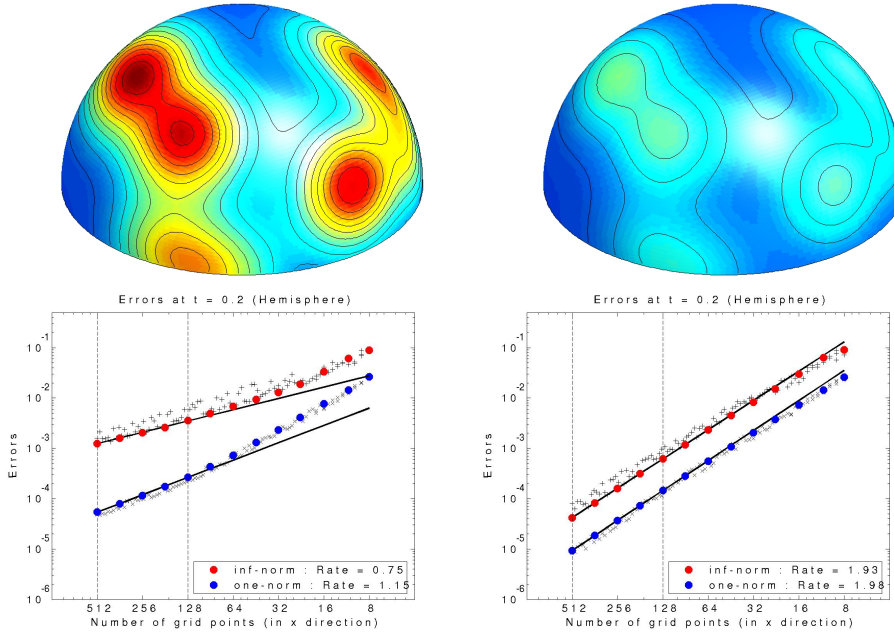 Errors at t = 0.2 (Hemisphere)
10 -1
10 -2
10 -3
10 -4
10 -5
10 -6
Errors
inf-norm : Rate = 0.75
one-norm : Rate = 1.15
512 256 128 64 32 16 8
Number of grid points (in x direction)
Errors at t = 0.2 (Hemisphere)
10 -1
10 -2
10 -3
10 -4
10 -5
10 -6
Errors
inf-norm : Rate = 1.93
one-norm : Rate = 1.98
512 256 128 64 32 16 8
Number of grid points (in x direction)